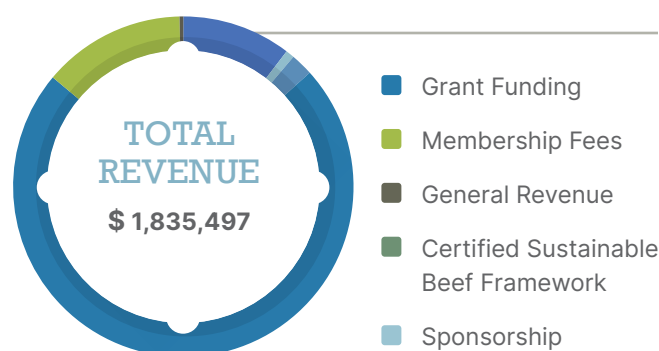 TOTAL
REVENUE
$ 1,835,497
Grant Funding
Membership Fees
General Revenue
Certified Sustainable
Beef Framework
Sponsorship